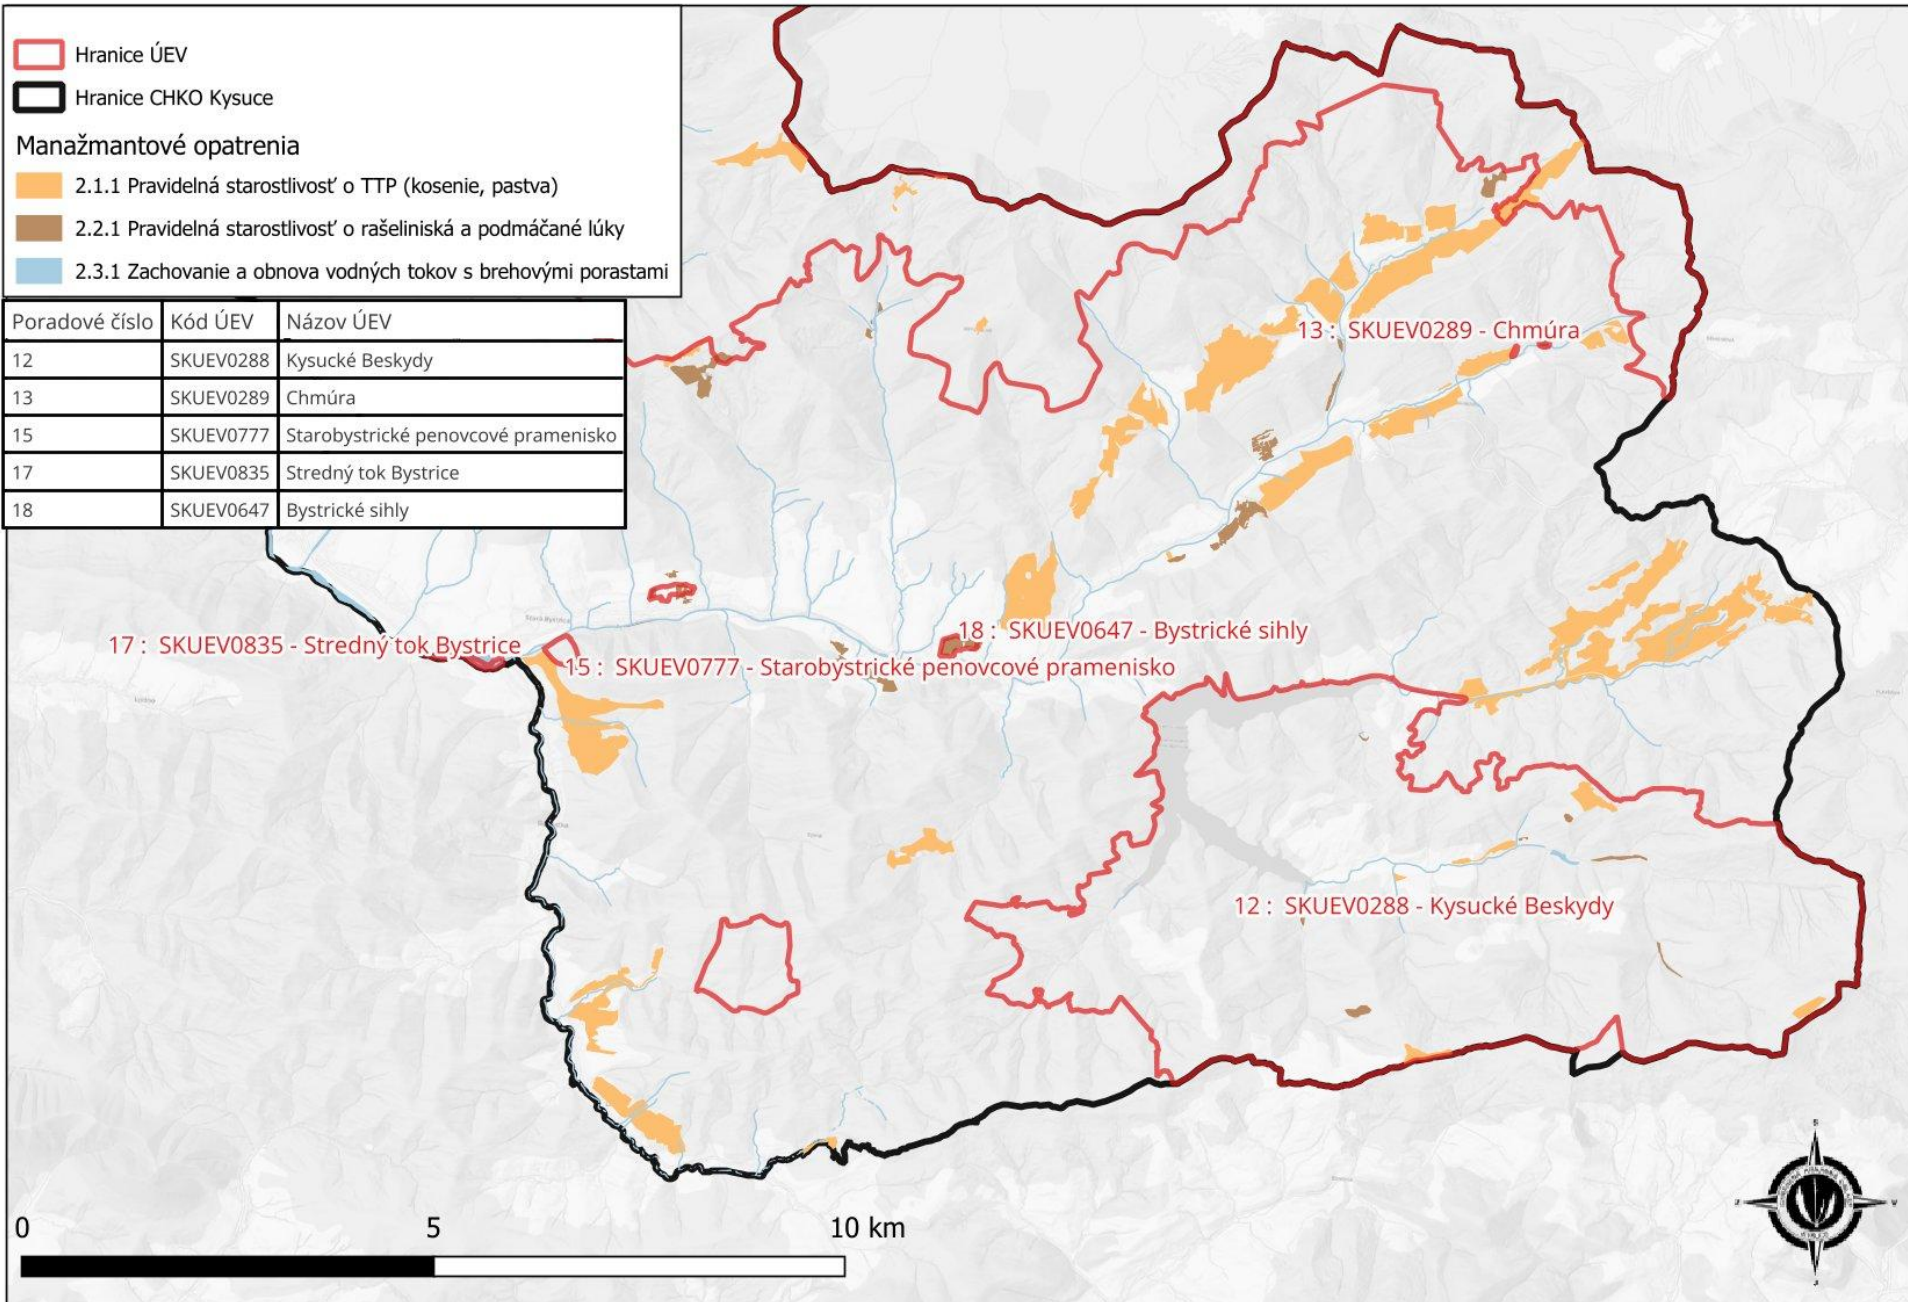 Hranice ÚEV
Hranice CHKO Kysuce
Manažmantové opatrenia
2.1.1 Pravidelná starostlivosť o TTP (kosenie, pastva)
2.2.1 Pravidelná starostlivosť o rašeliniská a podmáčané lúky
2.3.1 Zachovanie a obnova vodných tokov s brehovými porastami
Poradové číslo Kód ÚEV Názov ÚEV
12 SKUEV0288 Kysucké Beskydy
13 SKUEV0289 Chmúra
15 SKUEV0777 Starobystrické penovcové pramenisko
17 SKUEV0835 Stredný tok Bystrice
18 SKUEV0647 Bystrické sihly
13 : SKUEV0289 - Chmúra
18 : SKUEV0647 - Bystrické sihly
17 : SKUEV0835 - Stredný tok Bystrice
15 : SKUEV0777 - Starobystrické penovcové pramenisko
12 : SKUEV0288 - Kysucké Beskydy
0 5 10 km